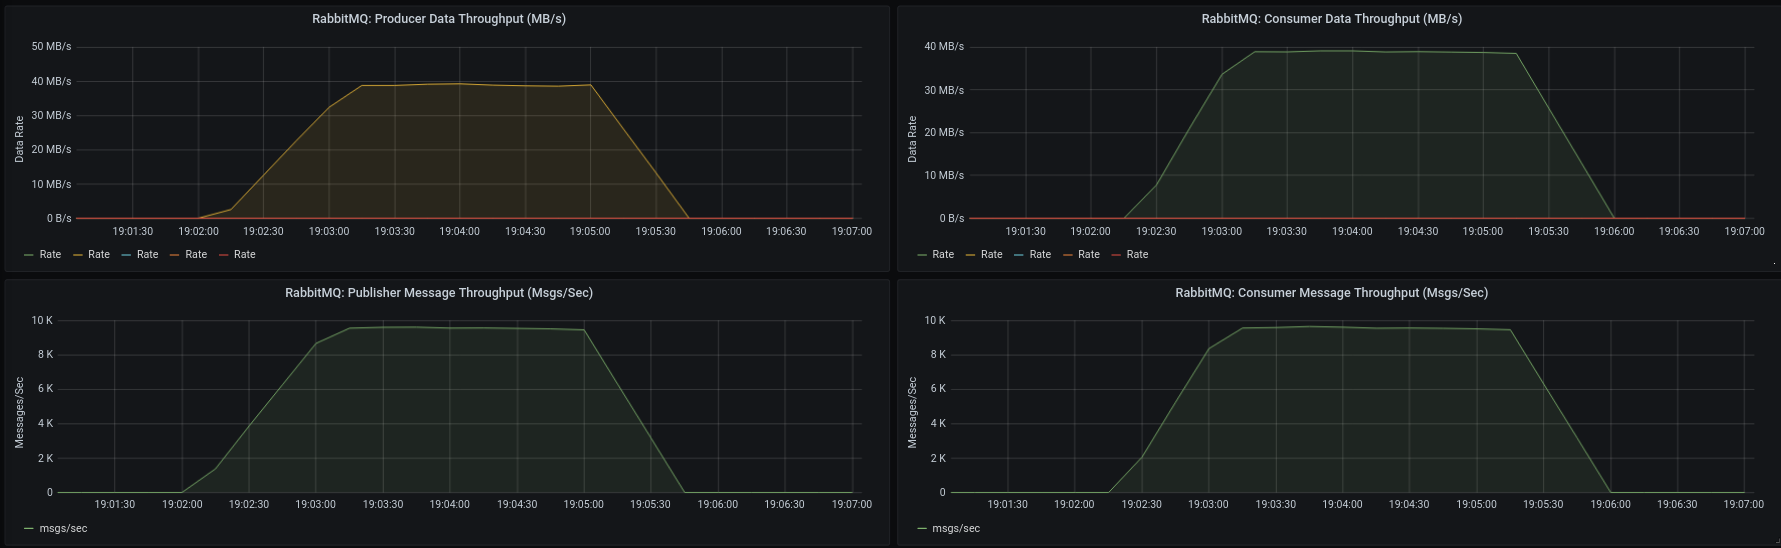 RabbitMQ: Producer Data Throughput (MB/s)
50 MB/s
40 MB/s
30 MB/s
20 MB/s
10 MB/s
0 B/s
Data Rate
19:01:30 19:02:00 19:02:30 19:03:00 19:03:30 19:04:00 19:04:30 19:05:00 19:05:30 19:06:00 19:06:30 19:07:00
Rate Rate Rate Rate Rate
RabbitMQ: Consumer Data Throughput (MB/s)
40 MB/s
30 MB/s
20 MB/s
10 MB/s
0 B/s
Data Rate
19:01:30 19:02:00 19:02:30 19:03:00 19:03:30 19:04:00 19:04:30 19:05:00 19:05:30 19:06:00 19:06:30 19:07:00
Rate Rate Rate Rate Rate
RabbitMQ: Publisher Message Throughput (Msgs/Sec)
10 K
8 K
6 K
4 K
2 K
0
Messages/Sec
19:01:30 19:02:00 19:02:30 19:03:00 19:03:30 19:04:00 19:04:30 19:05:00 19:05:30 19:06:00 19:06:30 19:07:00
msgs/sec
RabbitMQ: Consumer Message Throughput (Msgs/Sec)
10 K
8 K
6 K
4 K
2 K
0
Messages/Sec
19:01:30 19:02:00 19:02:30 19:03:00 19:03:30 19:04:00 19:04:30 19:05:00 19:05:30 19:06:00 19:06:30 19:07:00
msgs/sec